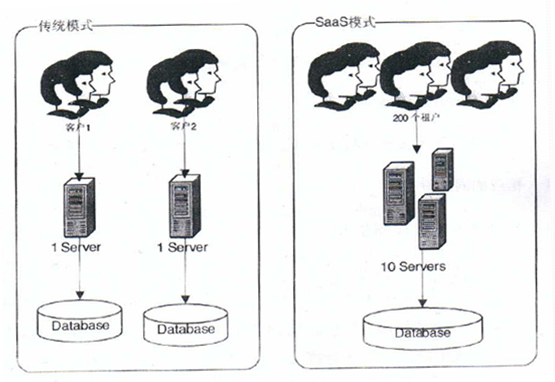 传统模式
客户1
客户2
1 Server
1 Server
Database
Database
SaaS模式
200 个租户
10 Servers
Database